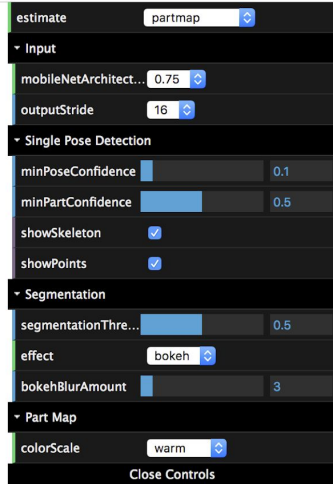 estimate partmap
Input
mobileNetArchitect... 0.75
outputStride 16
Single Pose Detection
minPoseConfidence 0.1
minPartConfidence 0.5
showSkeleton
showPoints
Segmentation
segmentationThre... 0.5
effect bokeh
bokehBlurAmount 3
Part Map
colorScale warm
Close Controls